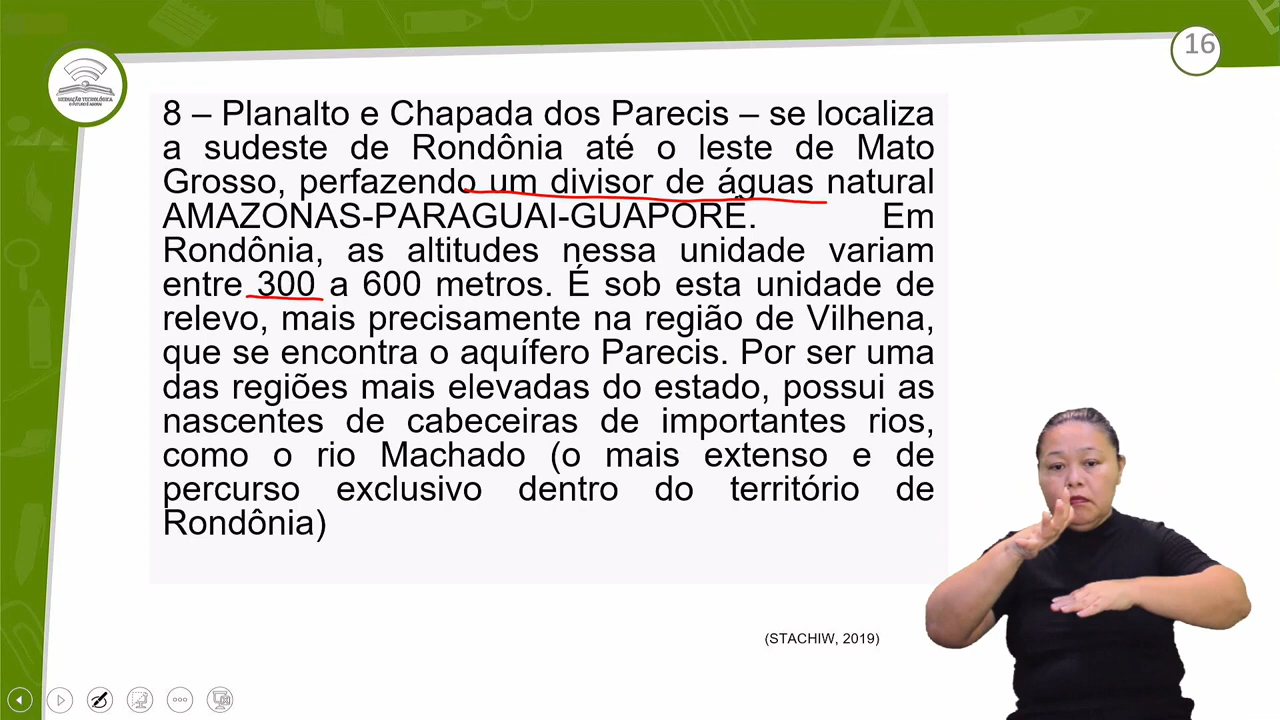 16
MEDIAÇÃO TECNOLÓGICA
O FUTURO É AGORA
8 – Planalto e Chapada dos Parecis – se localiza
a sudeste de Rondônia até o leste de Mato
Grosso, perfazendo um divisor de águas natural
AMAZONAS-PARAGUAI-GUAPORÉ. Em
Rondônia, as altitudes nessa unidade variam
entre 300 a 600 metros. É sob esta unidade de
relevo, mais precisamente na região de Vilhena,
que se encontra o aquífero Parecis. Por ser uma
das regiões mais elevadas do estado, possui as
nascentes de cabeceiras de importantes rios,
como o rio Machado (o mais extenso e de
percurso exclusivo dentro do território de
Rondônia)
(STACHIW, 2019)